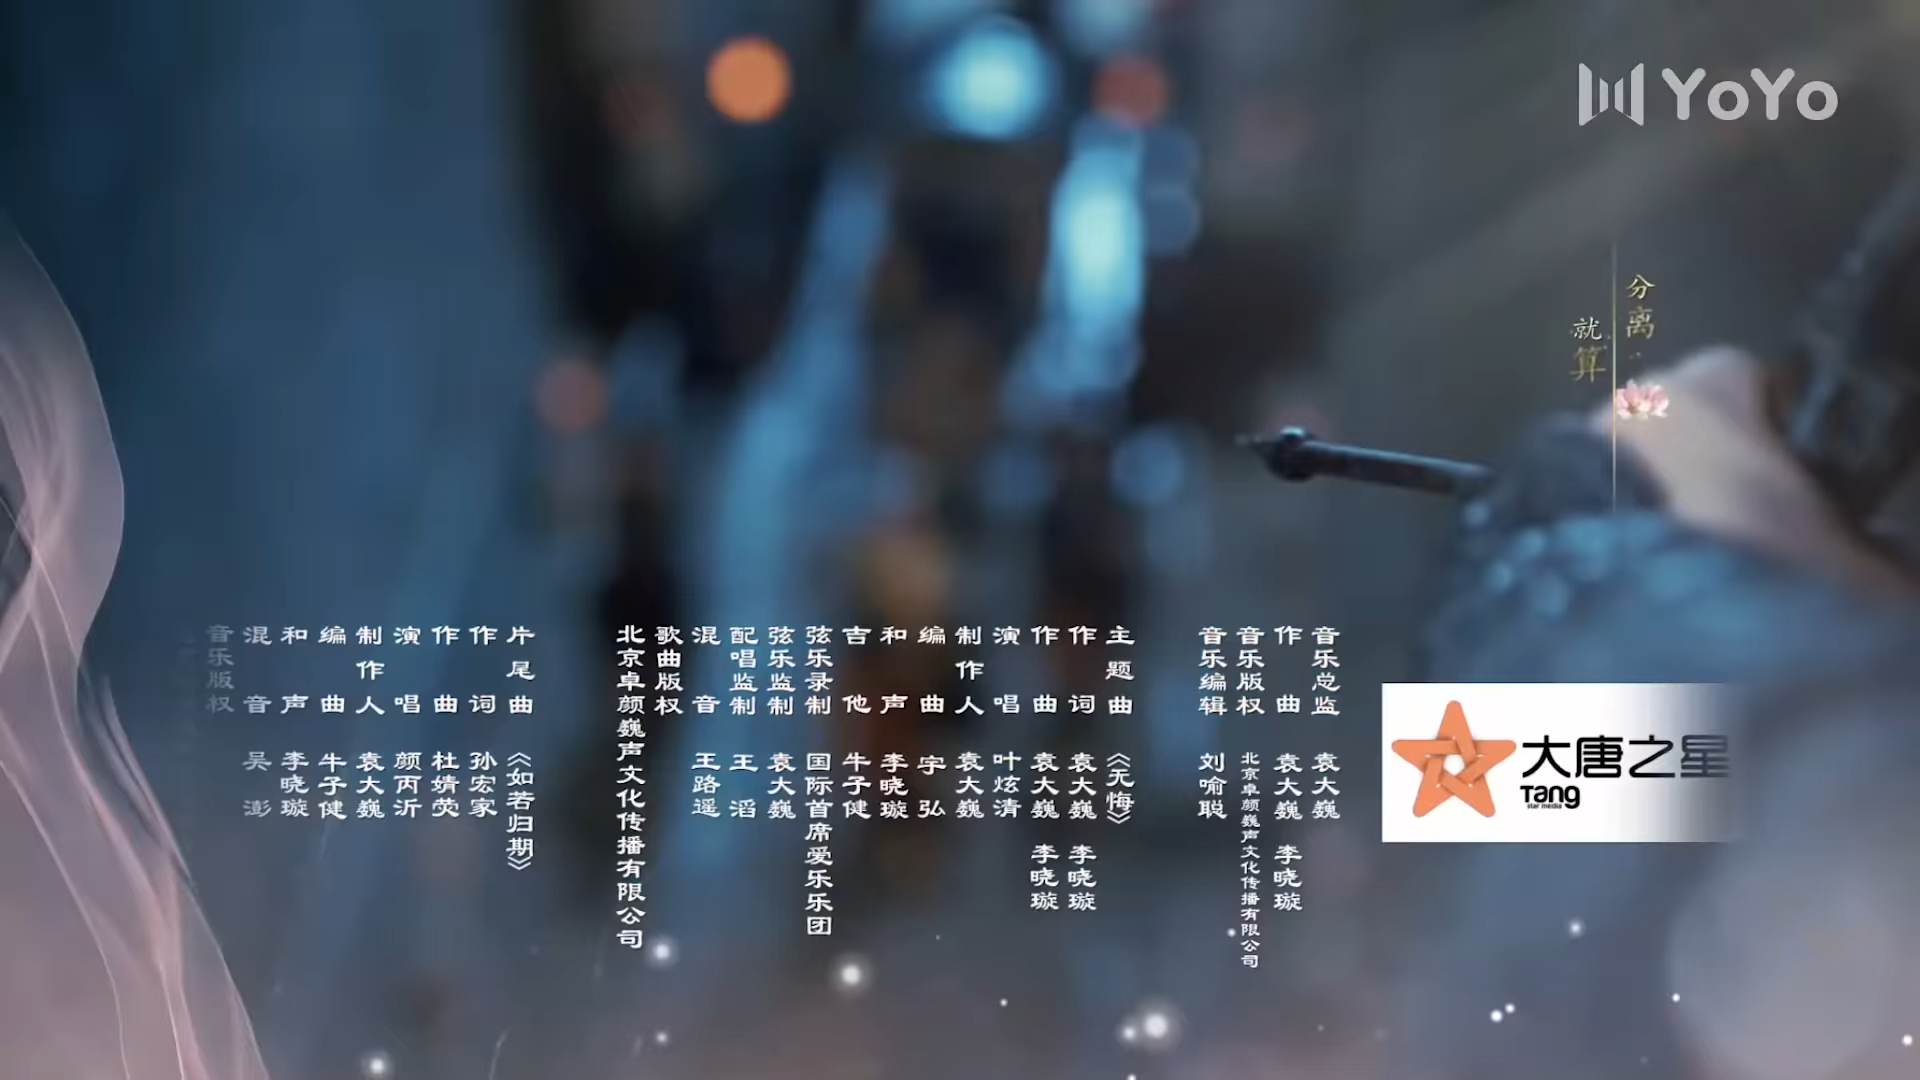 YoYo
分离
就算
大唐之星
Tang
star media
音乐总监 袁大巍
作曲 袁大巍 李晓璇
音乐版权 北京卓颜巍声文化传播有限公司
音乐编辑 刘喻聪
主题曲 《无悔》
作词 袁大巍 李晓璇
作曲 袁大巍 李晓璇
演唱 叶炫清
制作人 袁大巍
编曲 宇弘
和声 李晓璇
吉他 牛子健
弦乐录制 国际首席爱乐乐团
弦乐监制 袁大巍
配唱监制 王滔
混音 王路遥
歌曲版权
北京卓颜巍声文化传播有限公司
片尾曲 《如若归期》
作词 孙宏家
作曲 杜婧荧
演唱 颜丙沂
制作人 袁大巍
编曲 牛子健
和声 李晓璇
混音 吴澎
音乐版权